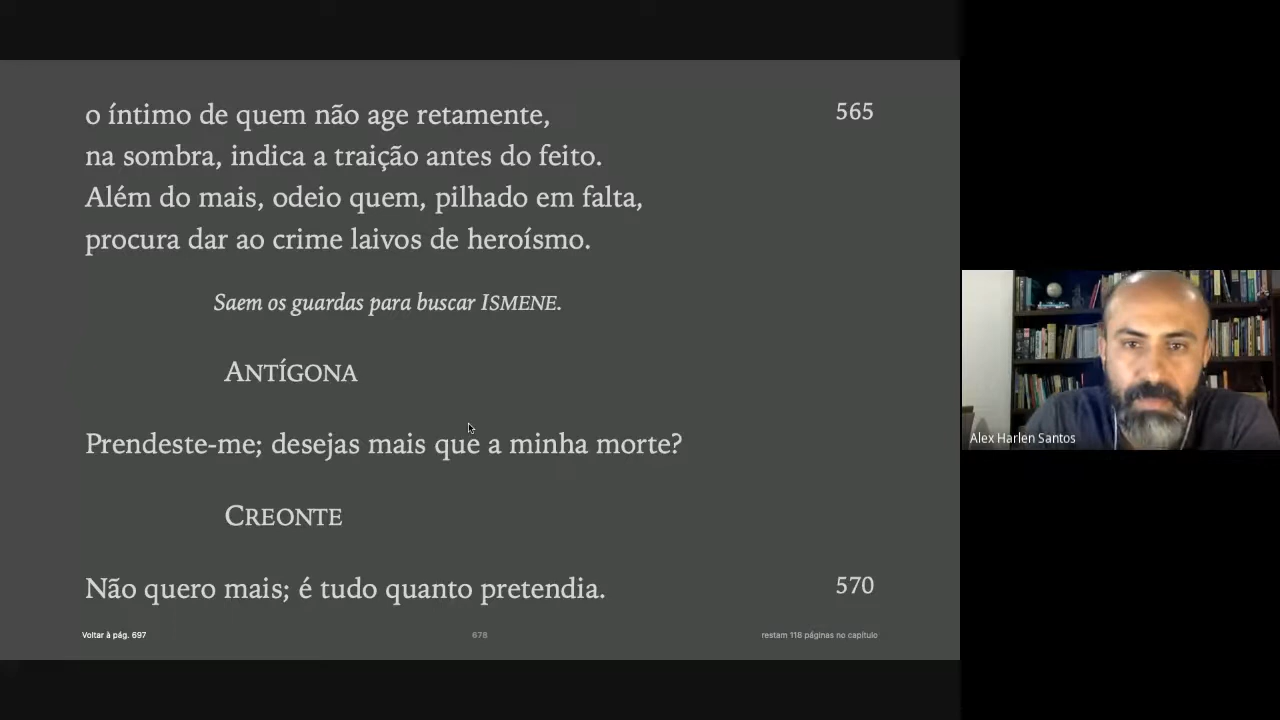 o íntimo de quem não age retamente, 565
na sombra, indica a traição antes do feito.
Além do mais, odeio quem, pilhado em falta,
procura dar ao crime laivos de heroísmo.
Saem os guardas para buscar ISMENE.
ANTÍGONA
Prendeste-me; desejas mais que a minha morte?
CREONTE
Não quero mais; é tudo quanto pretendia. 570
Voltar à pág. 697 678 restam 118 páginas no capítulo
Alex Harlen Santos